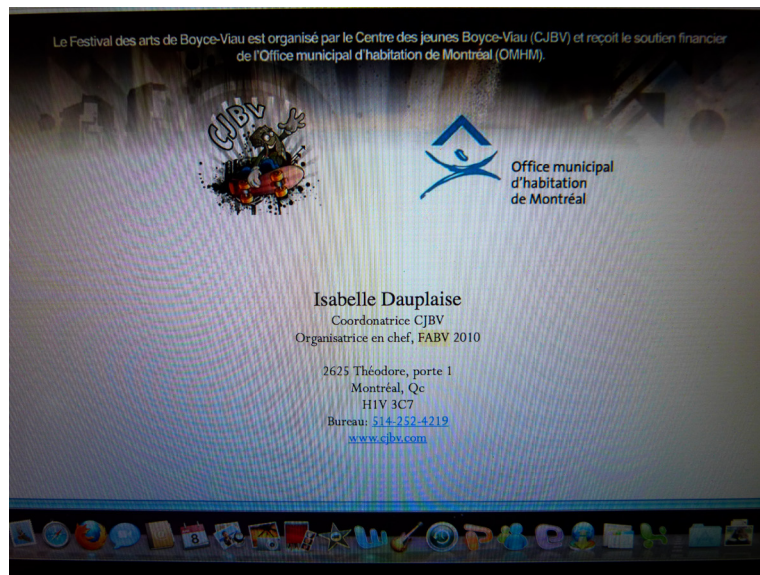 Le Festival des arts de Boyce-Viau est organisé par le Centre des jeunes Boyce-Viau (CJBV) et reçoit le soutien financier
de l'Office municipal d'habitation de Montréal (OMHM).
CJBV
Office municipal
d'habitation
de Montréal
Isabelle Dauplaise
Coordonatrice CJBV
Organisatrice en chef, FABV 2010
2625 Théodore, porte 1
Montréal, Qc
H1V 3C7
Bureau: 514-252-4219
www.cjbv.com
8